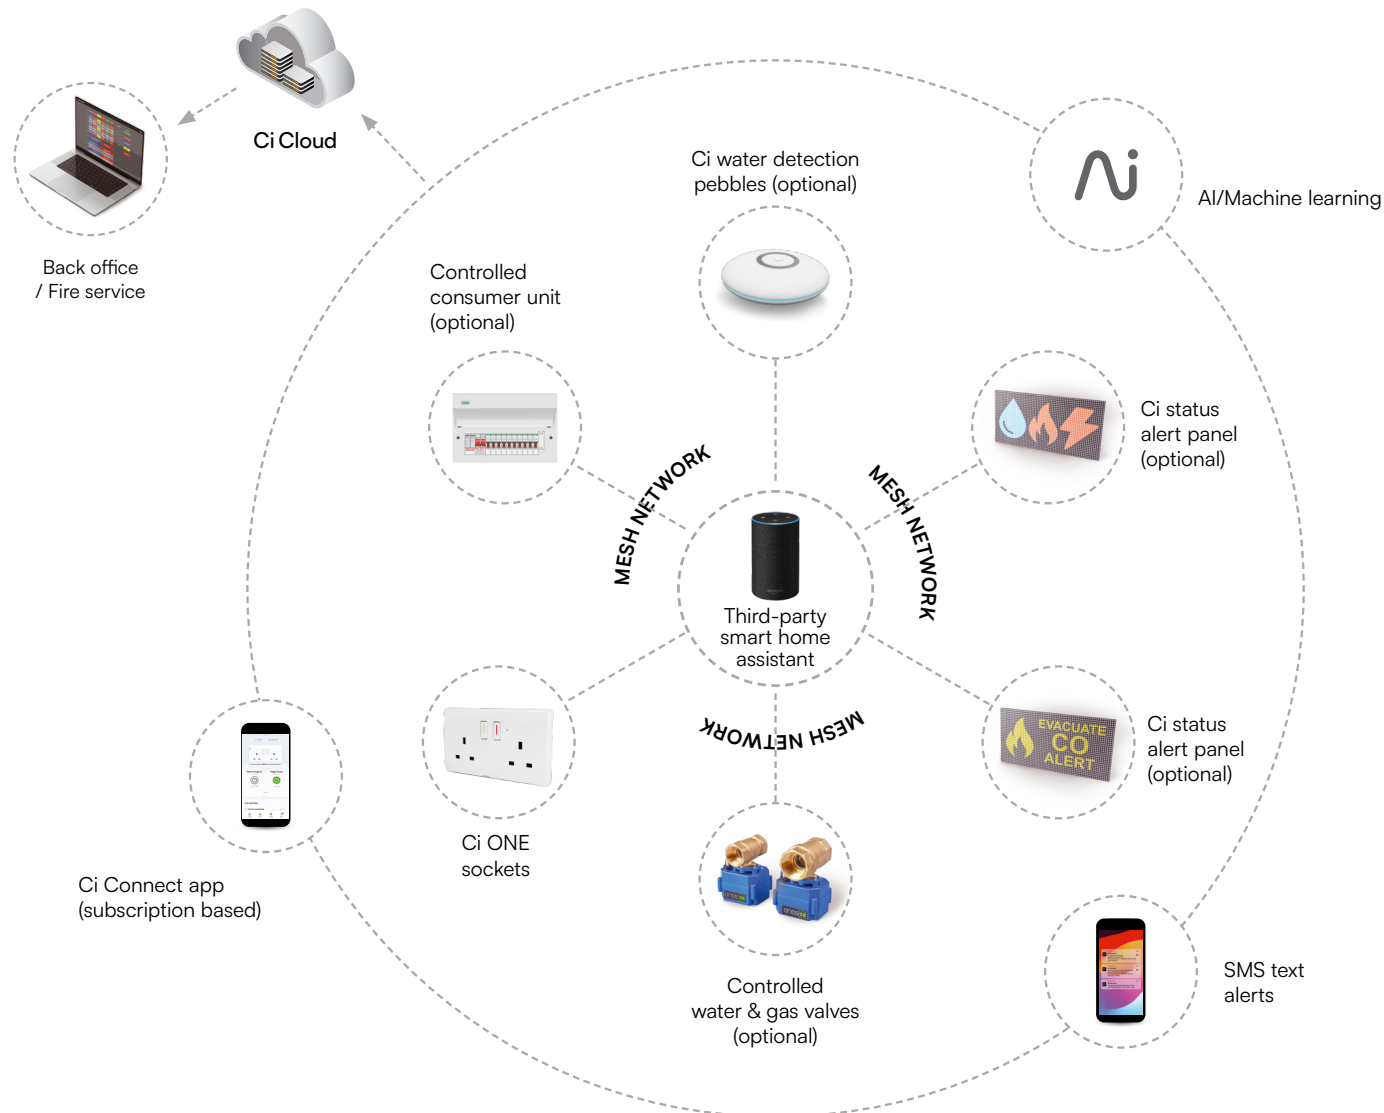 Ci Cloud
Back office
/ Fire service
Ci water detection
pebbles (optional)
AI/Machine learning
Controlled
consumer unit
(optional)
Ci status
alert panel
(optional)
MESH NETWORK
MESH NETWORK
Third-party
smart home
assistant
MESH NETWORK
EVACUATE
CO
ALERT
Ci status
alert panel
(optional)
Ci ONE
sockets
Ci Connect app
(subscription based)
Controlled
water & gas valves
(optional)
SMS text
alerts